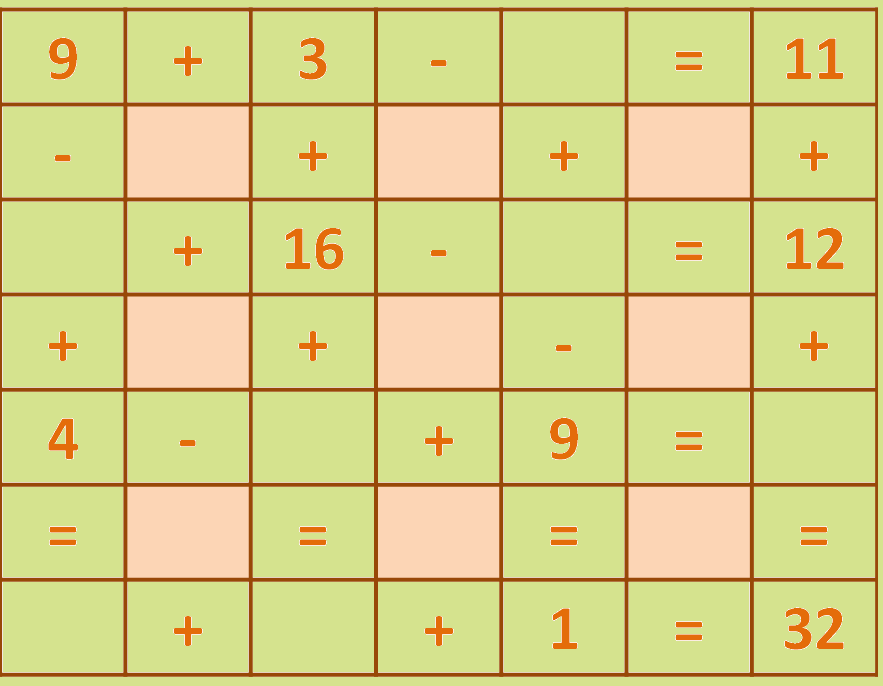 9 + 3 - = 11
- + + +
+ 16 - = 12
+ + - +
4 - + 9 =
= = = =
+ + 1 = 32